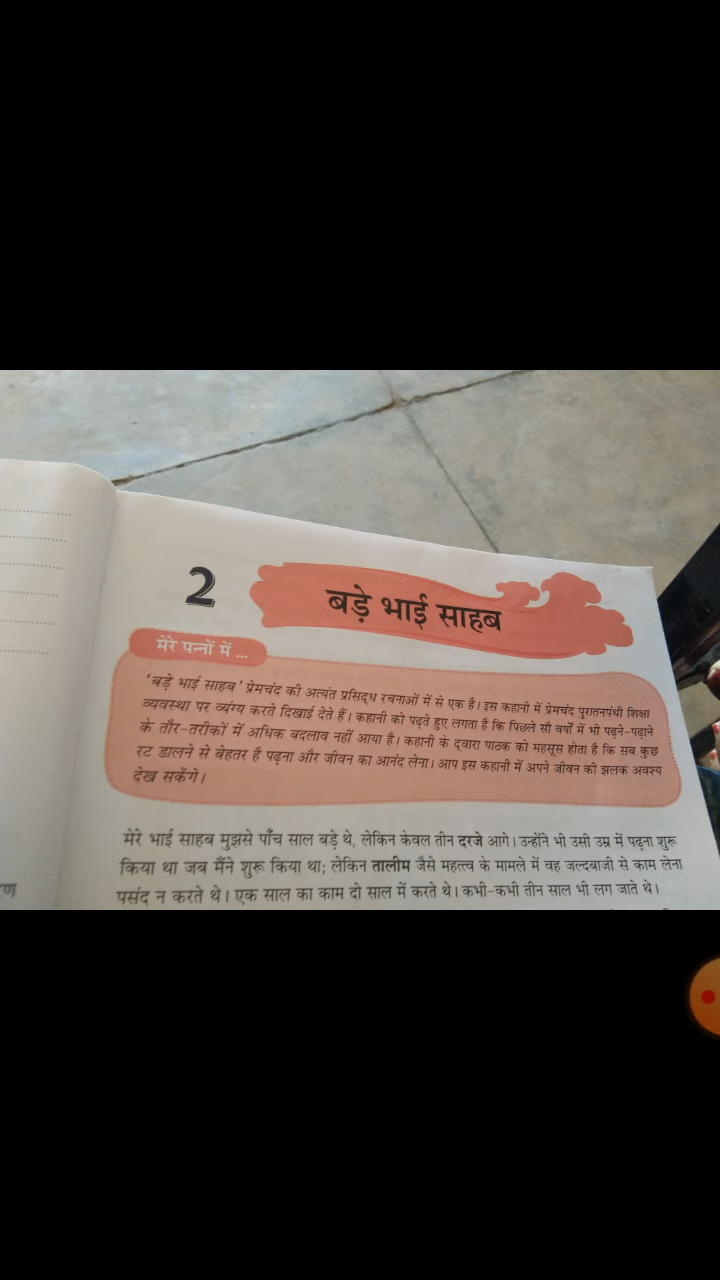 2
बड़े भाई साहब
मेरे पन्नों में ...
'बड़े भाई साहब' प्रेमचंद की अत्यंत प्रसिद्ध रचनाओं में से एक है। इस कहानी में प्रेमचंद पुरातनपंथी शिक्षा
व्यवस्था पर व्यंग्य करते दिखाई देते हैं। कहानी को पढ़ते हुए लगता है कि पिछले सौ वर्षों में भी पढ़ने-पढ़ाने
के तौर-तरीकों में अधिक बदलाव नहीं आया है। कहानी के द्वारा पाठक को महसूस होता है कि सब कुछ
रट डालने से बेहतर है पढ़ना और जीवन का आनंद लेना। आप इस कहानी में अपने जीवन की झलक अवश्य
देख सकेंगे।
मेरे भाई साहब मुझसे पाँच साल बड़े थे, लेकिन केवल तीन दरजे आगे। उन्होंने भी उसी उम्र में पढ़ना शुरू
किया था जब मैंने शुरू किया था; लेकिन तालीम जैसे महत्त्व के मामले में वह जल्दबाजी से काम लेना
पसंद न करते थे। एक साल का काम दो साल में करते थे। कभी-कभी तीन साल भी लग जाते थे।